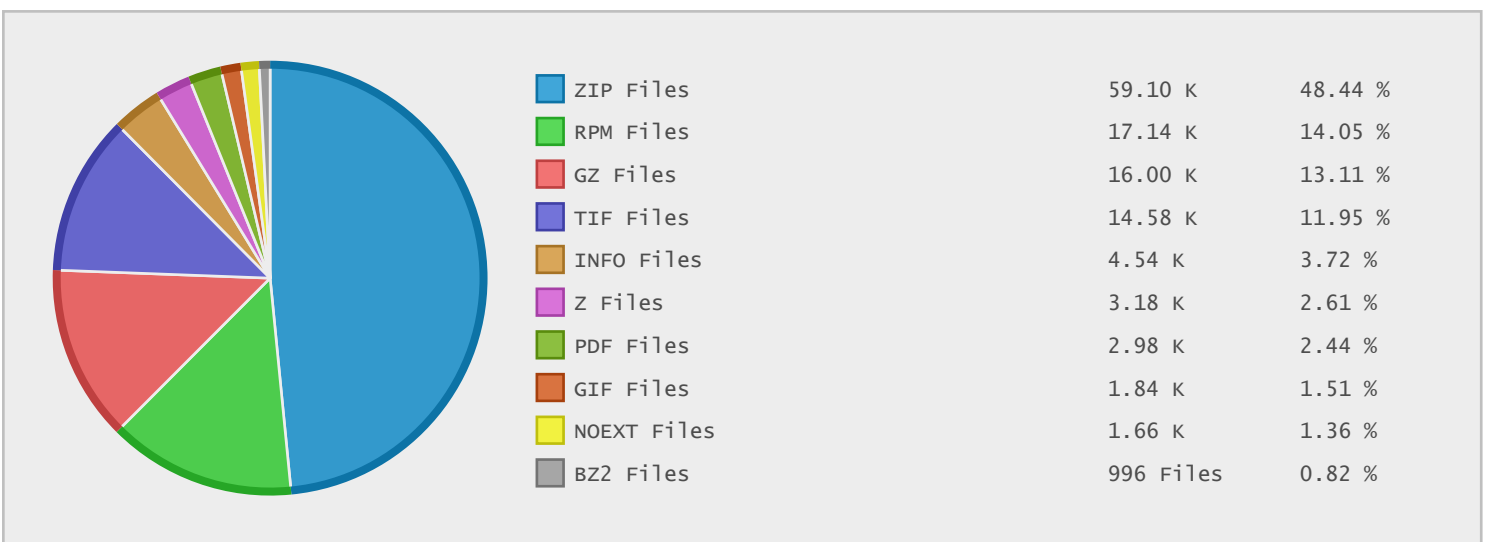 ZIP Files 59.10 K 48.44 %
RPM Files 17.14 K 14.05 %
GZ Files 16.00 K 13.11 %
TIF Files 14.58 K 11.95 %
INFO Files 4.54 K 3.72 %
Z Files 3.18 K 2.61 %
PDF Files 2.98 K 2.44 %
GIF Files 1.84 K 1.51 %
NOEXT Files 1.66 K 1.36 %
BZ2 Files 996 Files 0.82 %